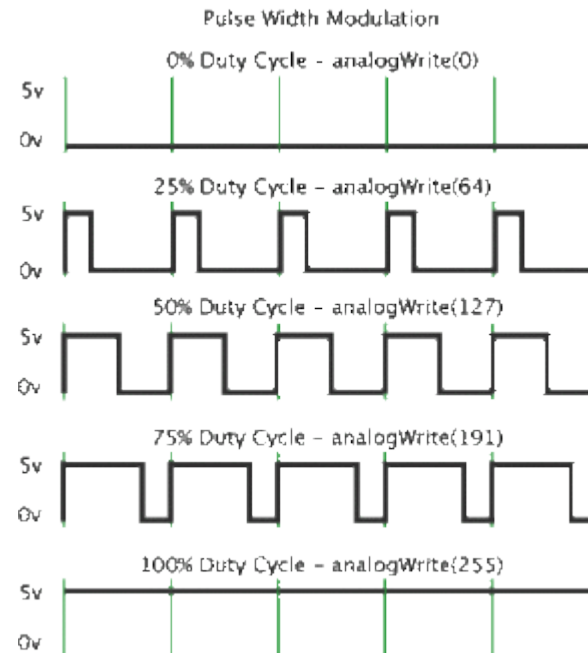 Pulse Width Modulation
0% Duty Cycle – analogWrite(0)
5v
0v
25% Duty Cycle – analogWrite(64)
5v
0v
50% Duty Cycle – analogWrite(127)
5v
0v
75% Duty Cycle – analogWrite(191)
5v
0v
100% Duty Cycle – analogWrite(255)
5v
0v